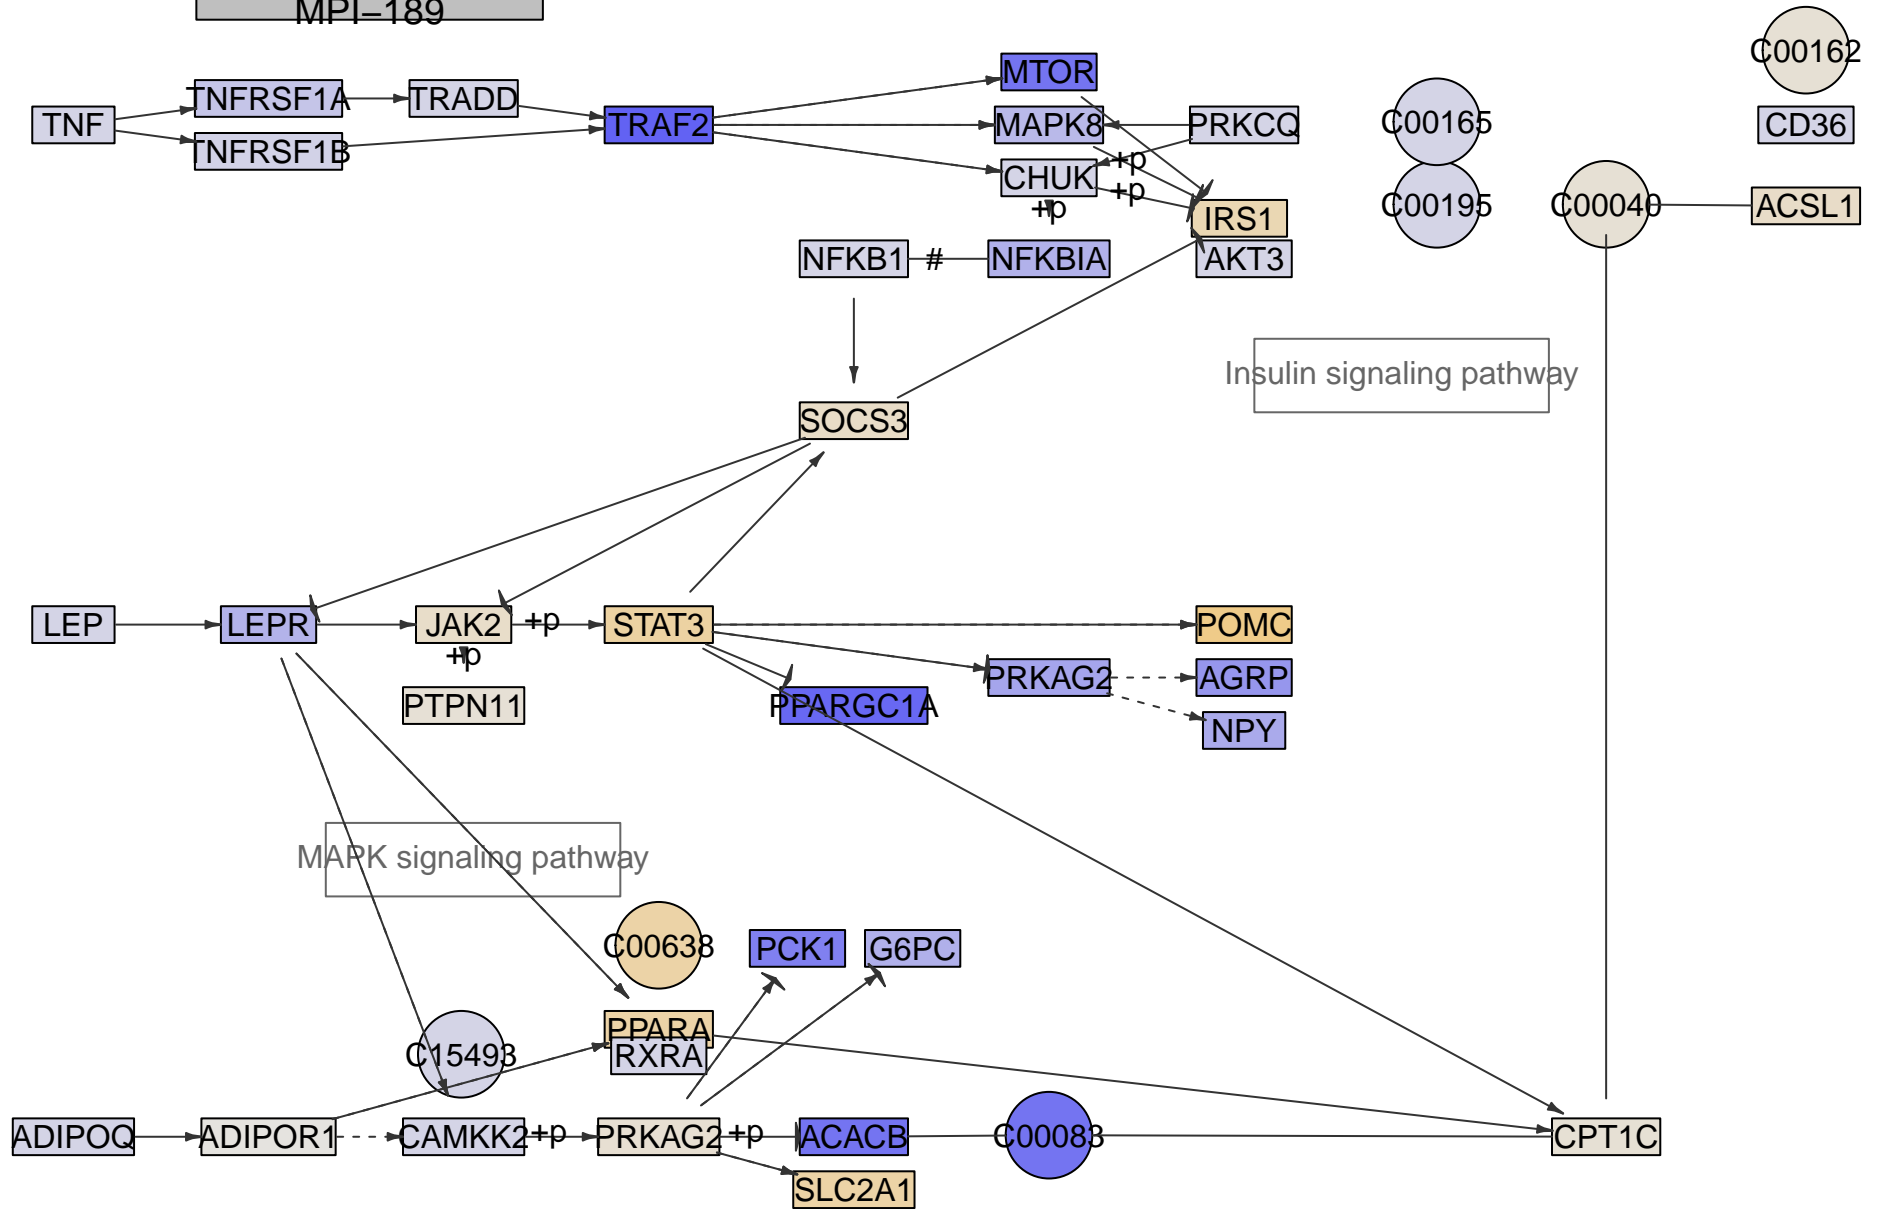 MPI–189
C00162
MTOR
TNFRSF1A
TRADD
TNF
TRAF2
MAPK8
PRKCQ
C00165
CD36
TNFRSF1B
+p
CHUK
+p
+p
IRS1
C00195
C00040
ACSL1
NFKB1
#
NFKBIA
AKT3
Insulin signaling pathway
SOCS3
LEP
LEPR
JAK2
+p
STAT3
POMC
+p
PRKAG2
AGRP
PTPN11
PPARGC1A
NPY
MAPK signaling pathway
C00638
PCK1
G6PC
PPARA
RXRA
C15493
ADIPOQ
ADIPOR1
CAMKK2
+p
PRKAG2
+p
ACACB
C00083
CPT1C
SLC2A1